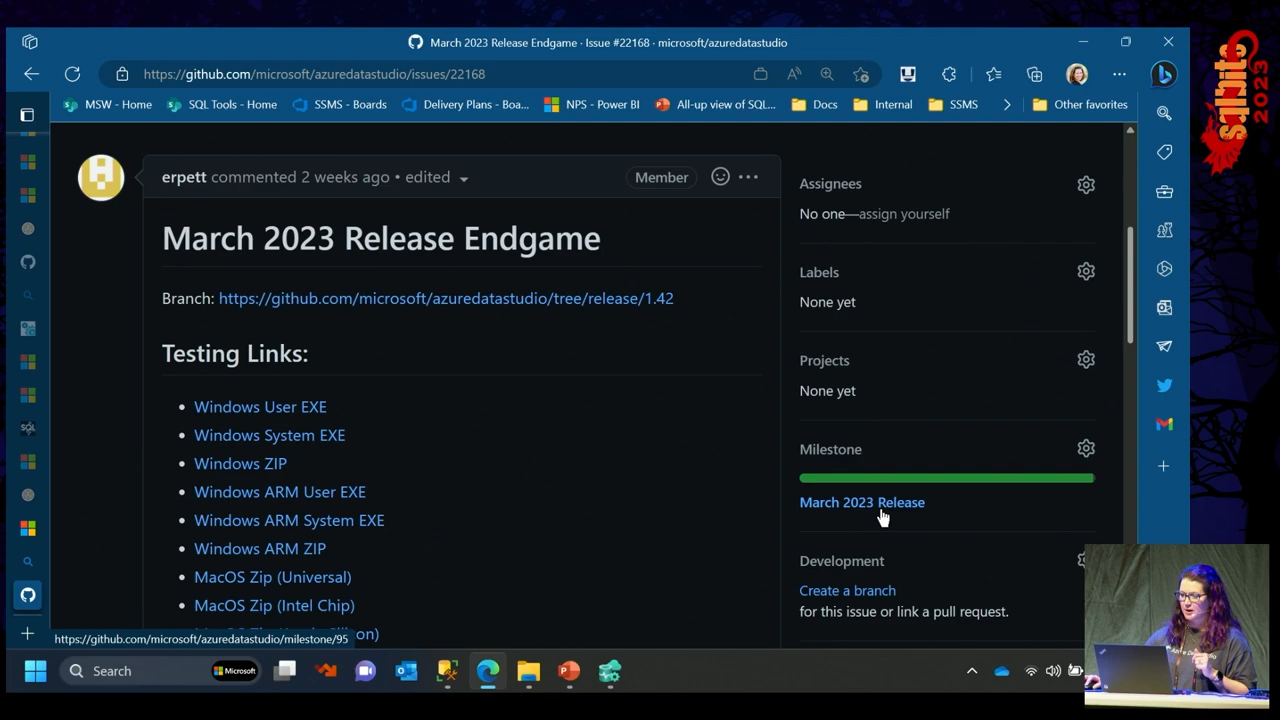 March 2023 Release Endgame · Issue #22168 · microsoft/azuredatastudio
https://github.com/microsoft/azuredatastudio/issues/22168
MSW - Home
SQL Tools - Home
SSMS - Boards
Delivery Plans - Boa...
NPS - Power BI
All-up view of SQL...
Docs
Internal
SSMS
Other favorites
sqlbits
2023
erpett commented 2 weeks ago • edited
Member
March 2023 Release Endgame
Branch: https://github.com/microsoft/azuredatastudio/tree/release/1.42
Testing Links:
• Windows User EXE
• Windows System EXE
• Windows ZIP
• Windows ARM User EXE
• Windows ARM System EXE
• Windows ARM ZIP
• MacOS Zip (Universal)
• MacOS Zip (Intel Chip)
Assignees
No one—assign yourself
Labels
None yet
Projects
None yet
Milestone
March 2023 Release
Development
Create a branch
for this issue or link a pull request.
SQL
https://github.com/microsoft/azuredatastudio/milestone/95
Search
Microsoft